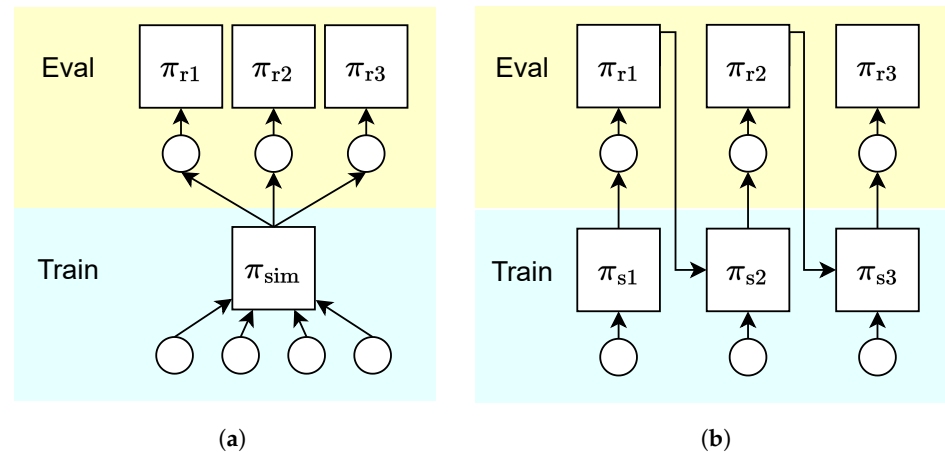 Eval
π_r1 π_r2 π_r3
Train
π_sim
(a)
Eval
π_r1 π_r2 π_r3
Train
π_s1 π_s2 π_s3
(b)